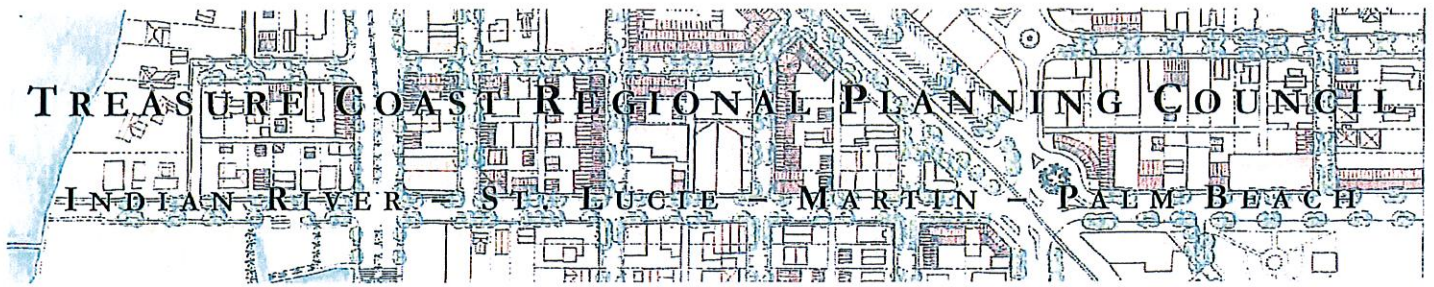 TREASURE COAST REGIONAL PLANNING COUNCIL
INDIAN RIVER – ST. LUCIE – MARTIN – PALM BEACH